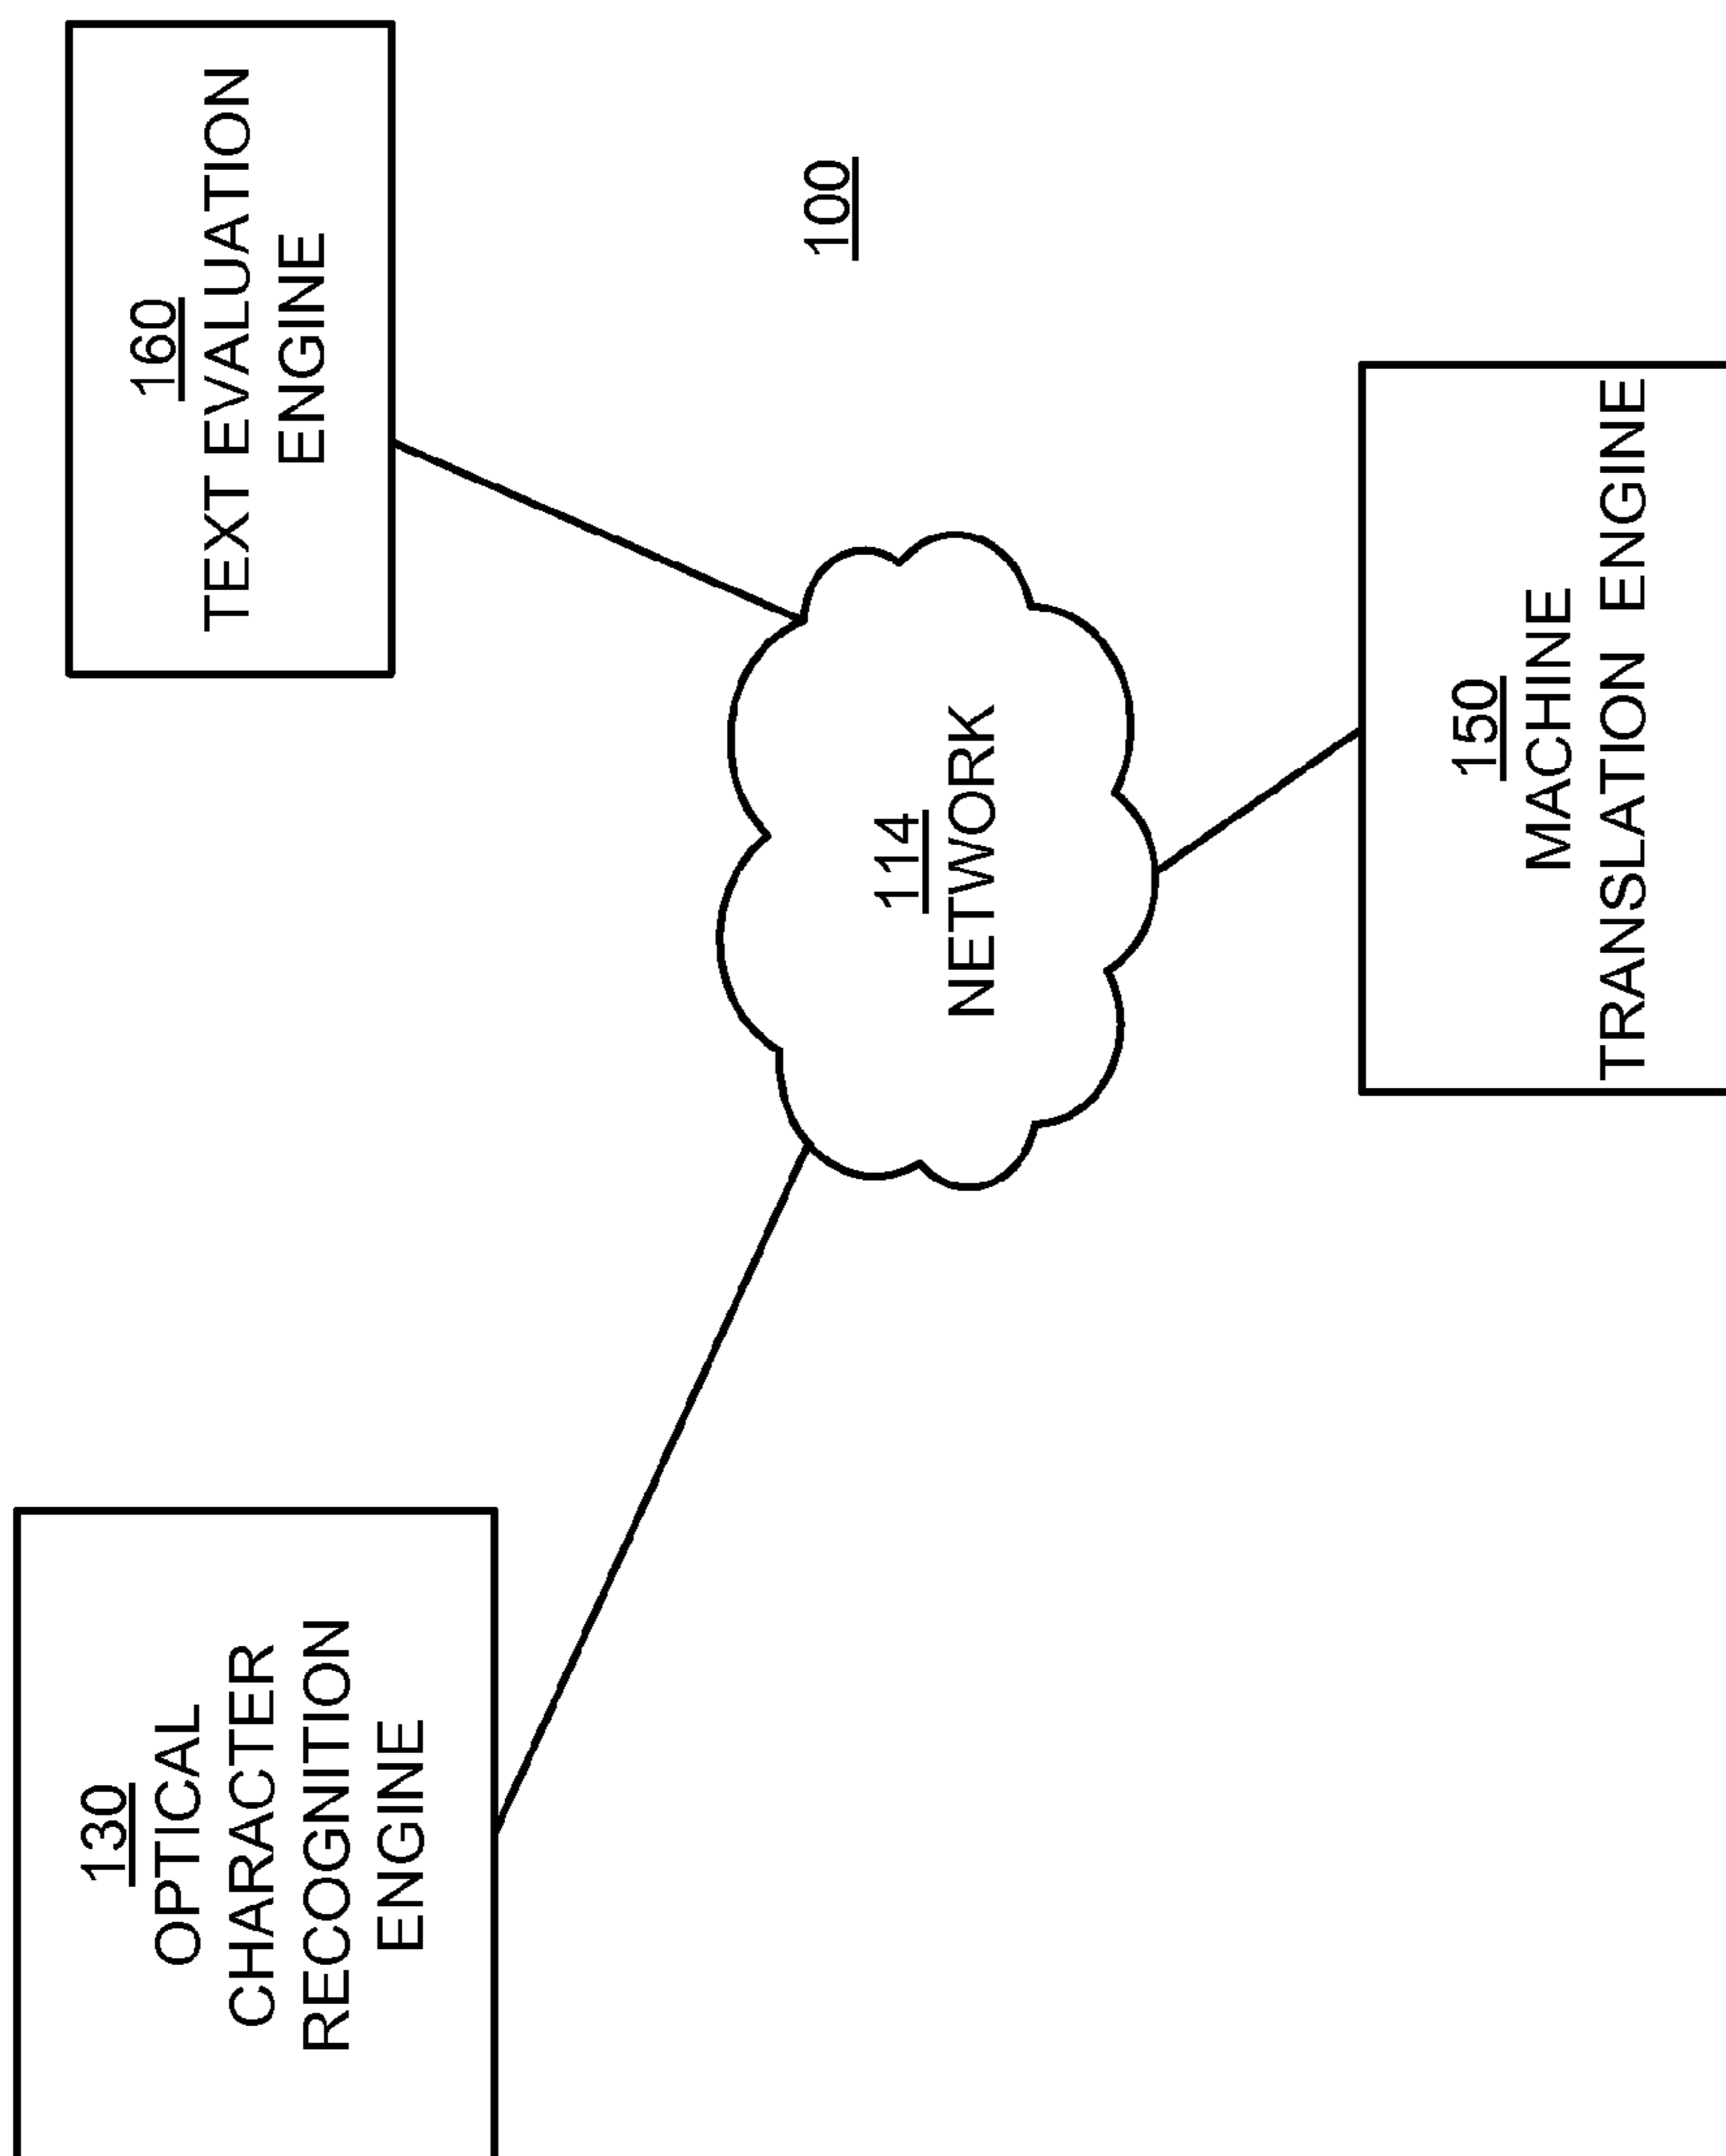 130
OPTICAL
CHARACTER
RECOGNITION
ENGINE
160
TEXT EVALUATION
ENGINE
100
114
NETWORK
150
MACHINE
TRANSLATION ENGINE